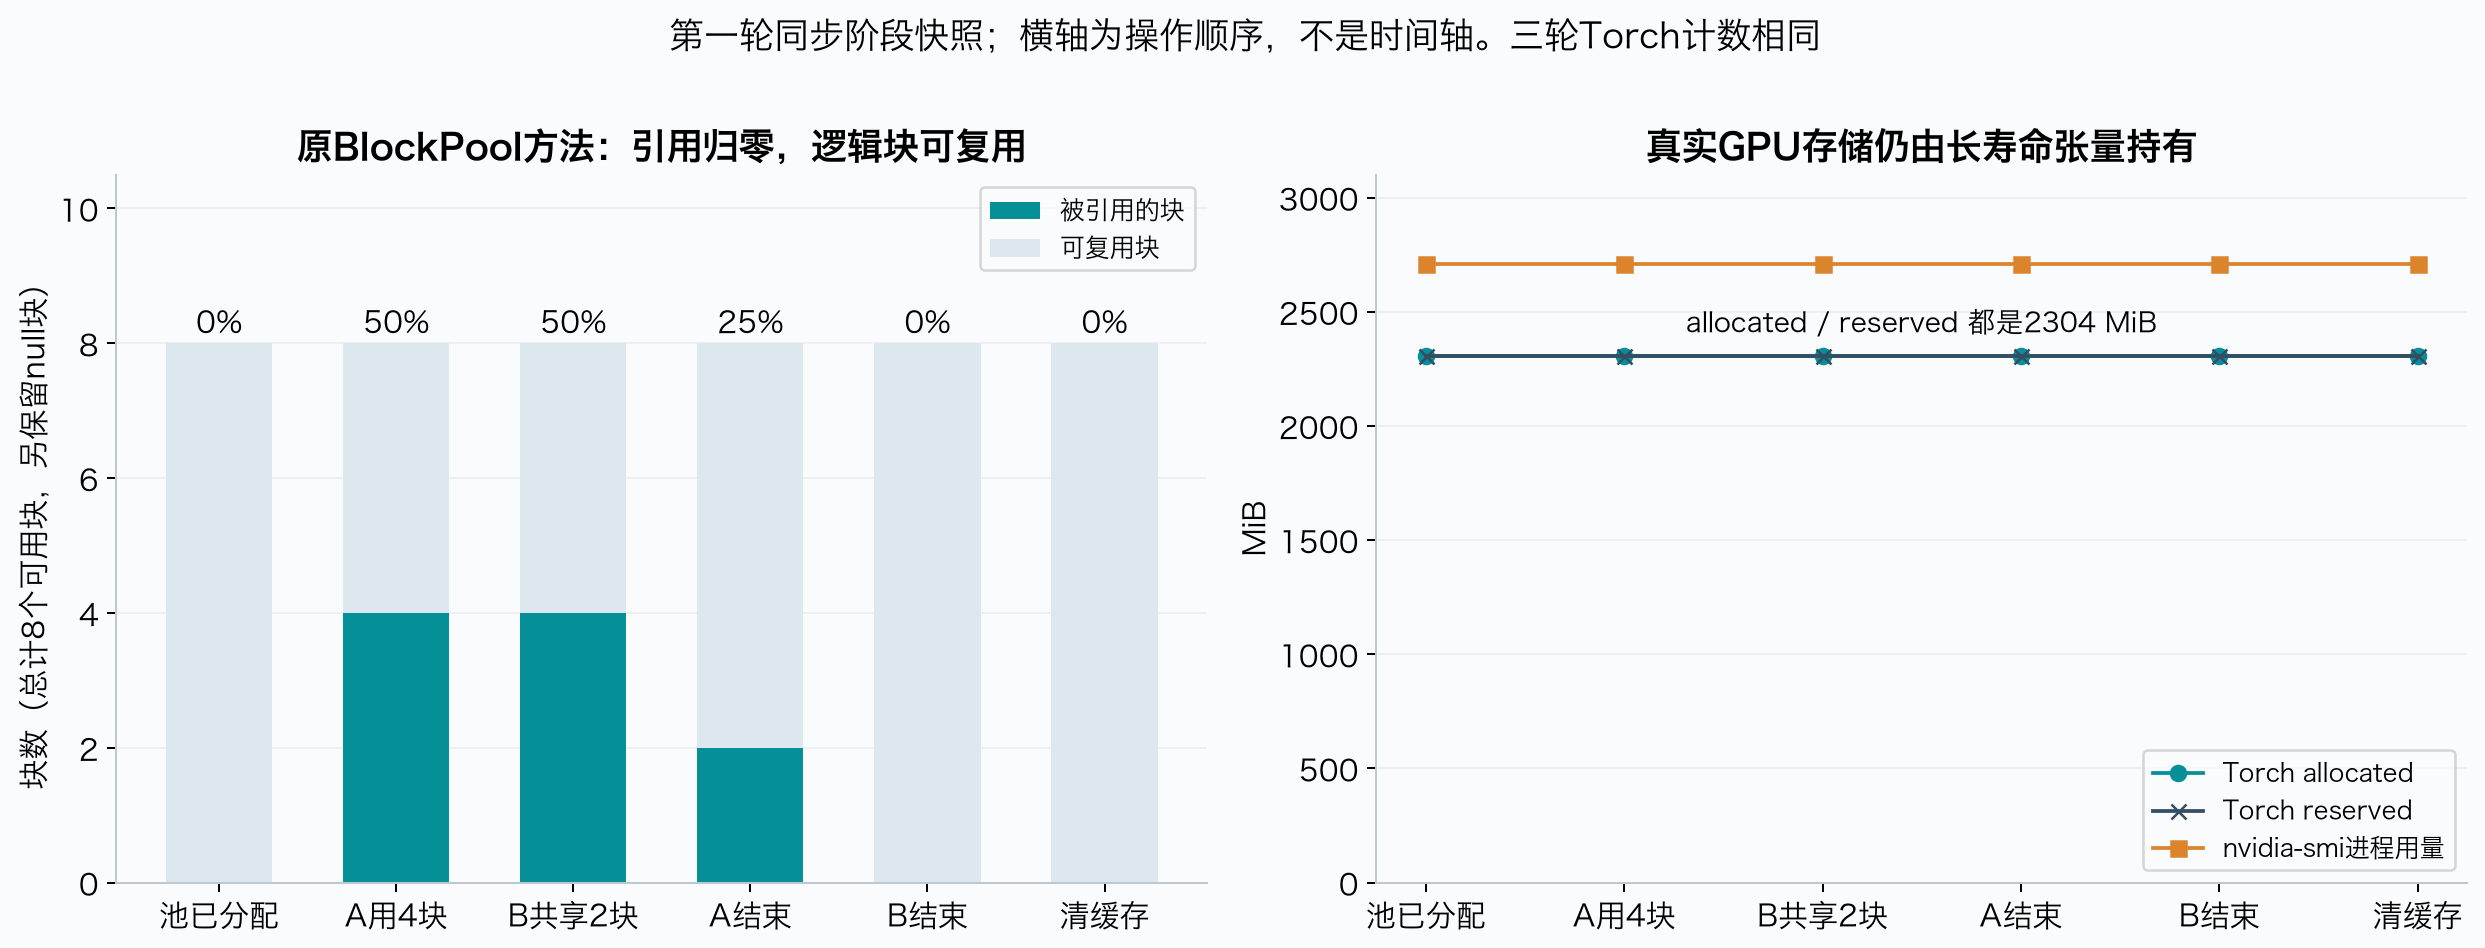 第一轮同步阶段快照；横轴为操作顺序，不是时间轴。三轮Torch计数相同
原BlockPool方法：引用归零，逻辑块可复用
块数（总计8个可用块，另保留null块）
10
8
6
4
2
0
被引用的块
可复用块
0%
50%
50%
25%
0%
0%
池已分配
A用4块
B共享2块
A结束
B结束
清缓存
真实GPU存储仍由长寿命张量持有
MiB
3000
2500
2000
1500
1000
500
0
allocated / reserved 都是2304 MiB
Torch allocated
Torch reserved
nvidia-smi进程用量
池已分配
A用4块
B共享2块
A结束
B结束
清缓存